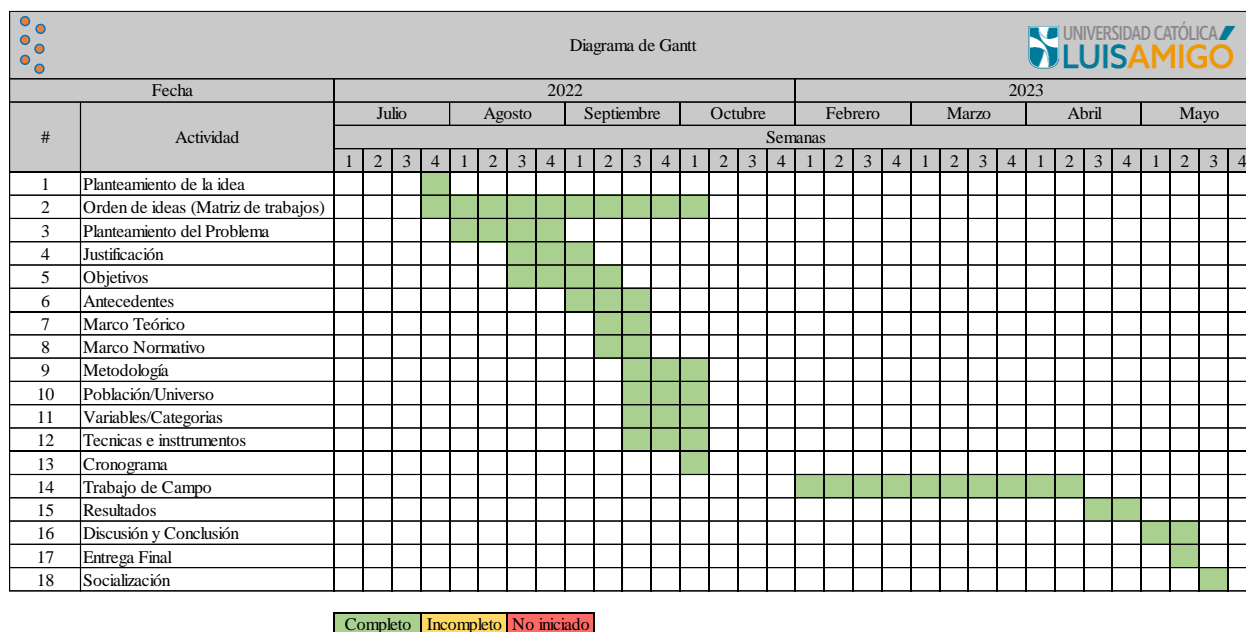 Diagrama de Gantt
UNIVERSIDAD CATÓLICA
LUISAMIGO
Fecha 2022 2023
# Actividad Julio Agosto Septiembre Octubre Febrero Marzo Abril Mayo
Semanas
1 2 3 4 1 2 3 4 1 2 3 4 1 2 3 4 1 2 3 4 1 2 3 4 1 2 3 4 1 2 3 4
1 Planteamiento de la idea
2 Orden de ideas (Matriz de trabajos)
3 Planteamiento del Problema
4 Justificación
5 Objetivos
6 Antecedentes
7 Marco Teórico
8 Marco Normativo
9 Metodología
10 Población/Universo
11 Variables/Categorias
12 Tecnicas e insttrumentos
13 Cronograma
14 Trabajo de Campo
15 Resultados
16 Discusión y Conclusión
17 Entrega Final
18 Socialización
Completo Incompleto No iniciado